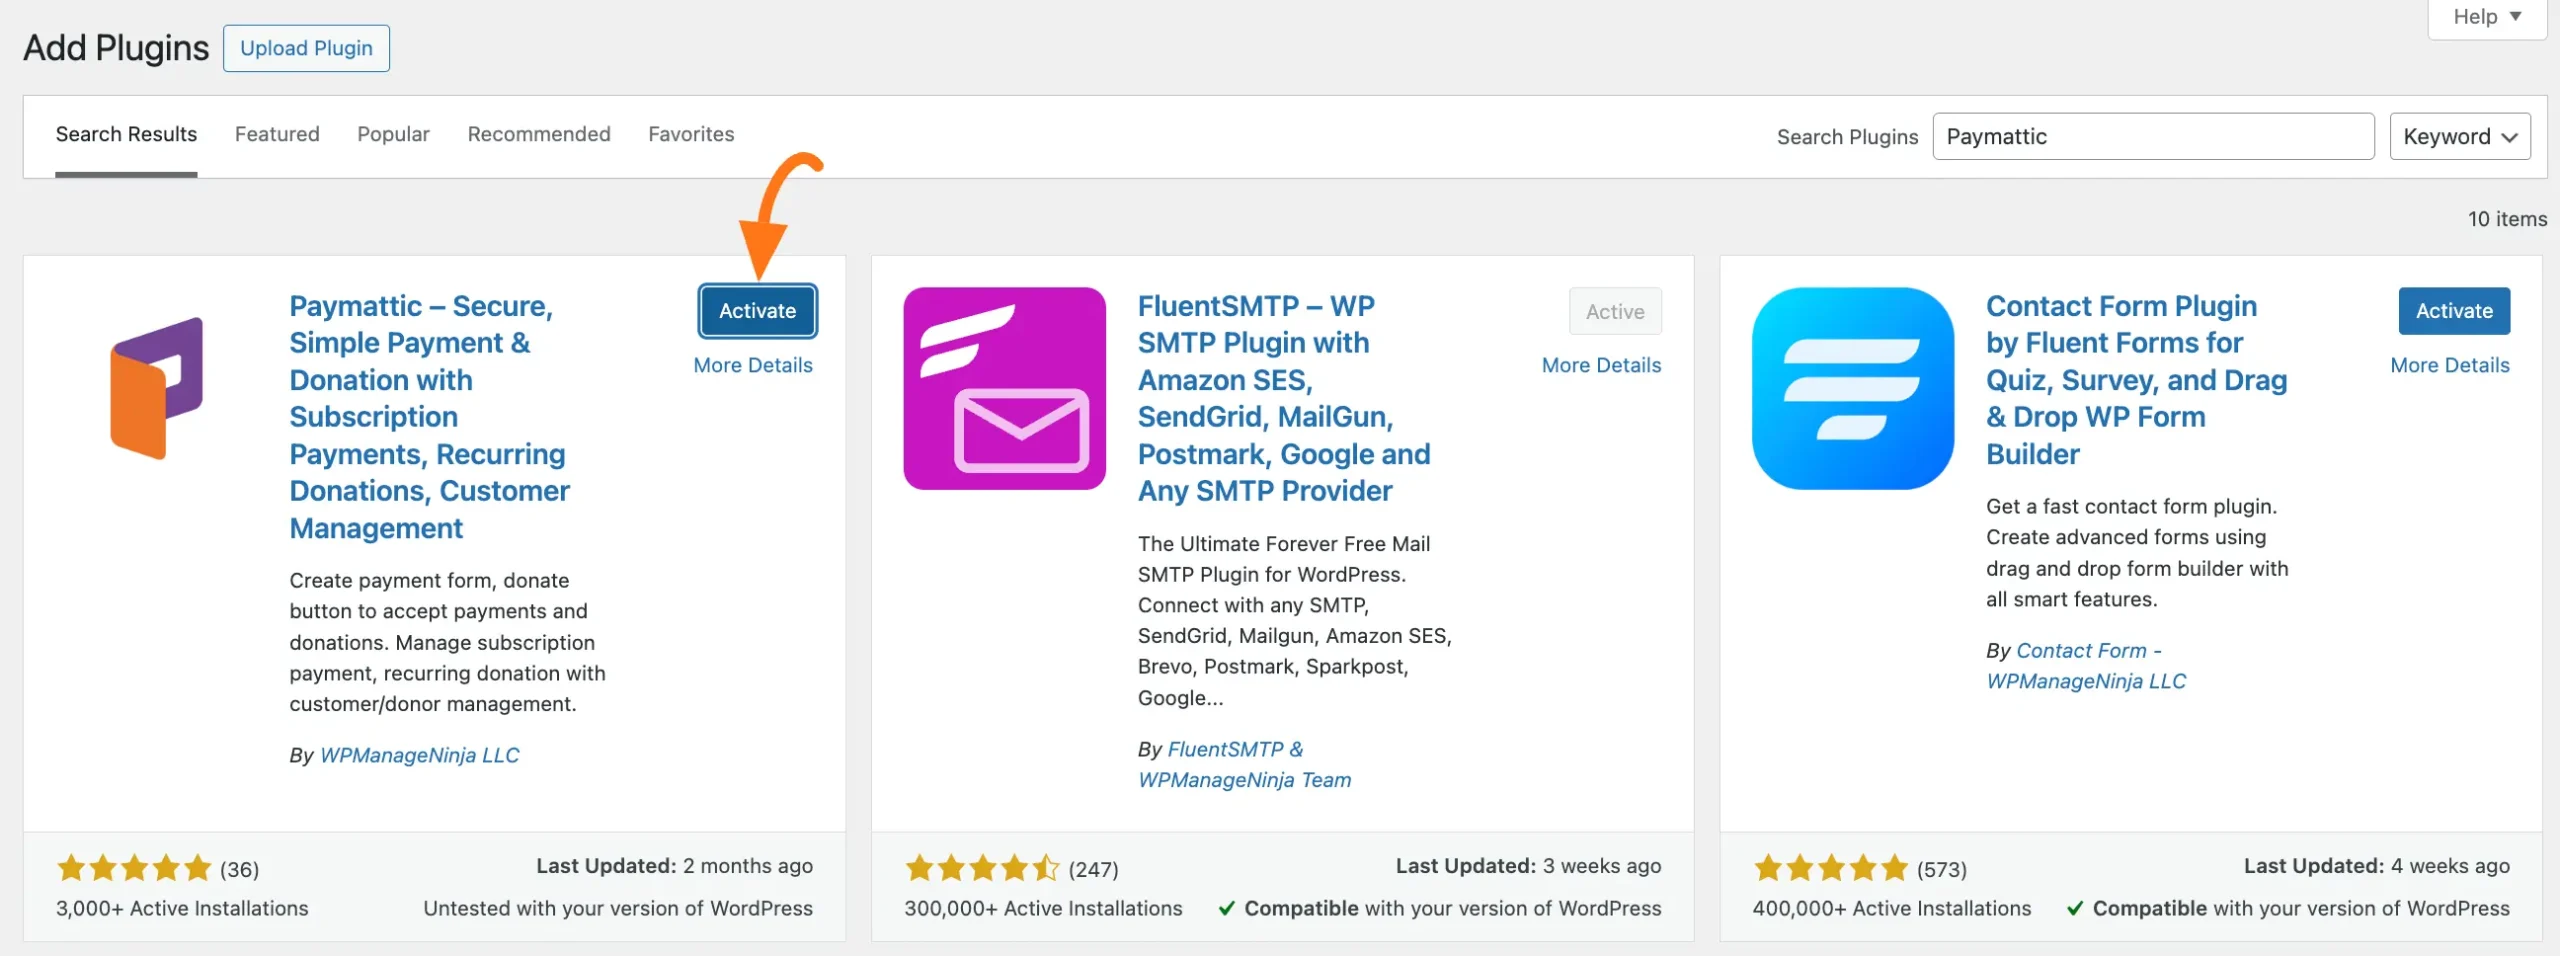 Help
Add Plugins
Upload Plugin
Search Results
Featured
Popular
Recommended
Favorites
Search Plugins
Paymattic
Keyword
10 items
Paymattic – Secure,
Simple Payment &
Donation with
Subscription
Payments, Recurring
Donations, Customer
Management
Activate
More Details
Create payment form, donate
button to accept payments and
donations. Manage subscription
payment, recurring donation with
customer/donor management.
By WPManageNinja LLC
(36)
3,000+ Active Installations
Last Updated: 2 months ago
Untested with your version of WordPress
FluentSMTP – WP
SMTP Plugin with
Amazon SES,
SendGrid, MailGun,
Postmark, Google and
Any SMTP Provider
Active
More Details
The Ultimate Forever Free Mail
SMTP Plugin for WordPress.
Connect with any SMTP,
SendGrid, Mailgun, Amazon SES,
Brevo, Postmark, Sparkpost,
Google...
By FluentSMTP &
WPManageNinja Team
(247)
300,000+ Active Installations
Last Updated: 3 weeks ago
Compatible with your version of WordPress
Contact Form Plugin
by Fluent Forms for
Quiz, Survey, and Drag
& Drop WP Form
Builder
Activate
More Details
Get a fast contact form plugin.
Create advanced forms using
drag and drop form builder with
all smart features.
By Contact Form -
WPManageNinja LLC
(573)
400,000+ Active Installations
Last Updated: 4 weeks ago
Compatible with your version of WordPress